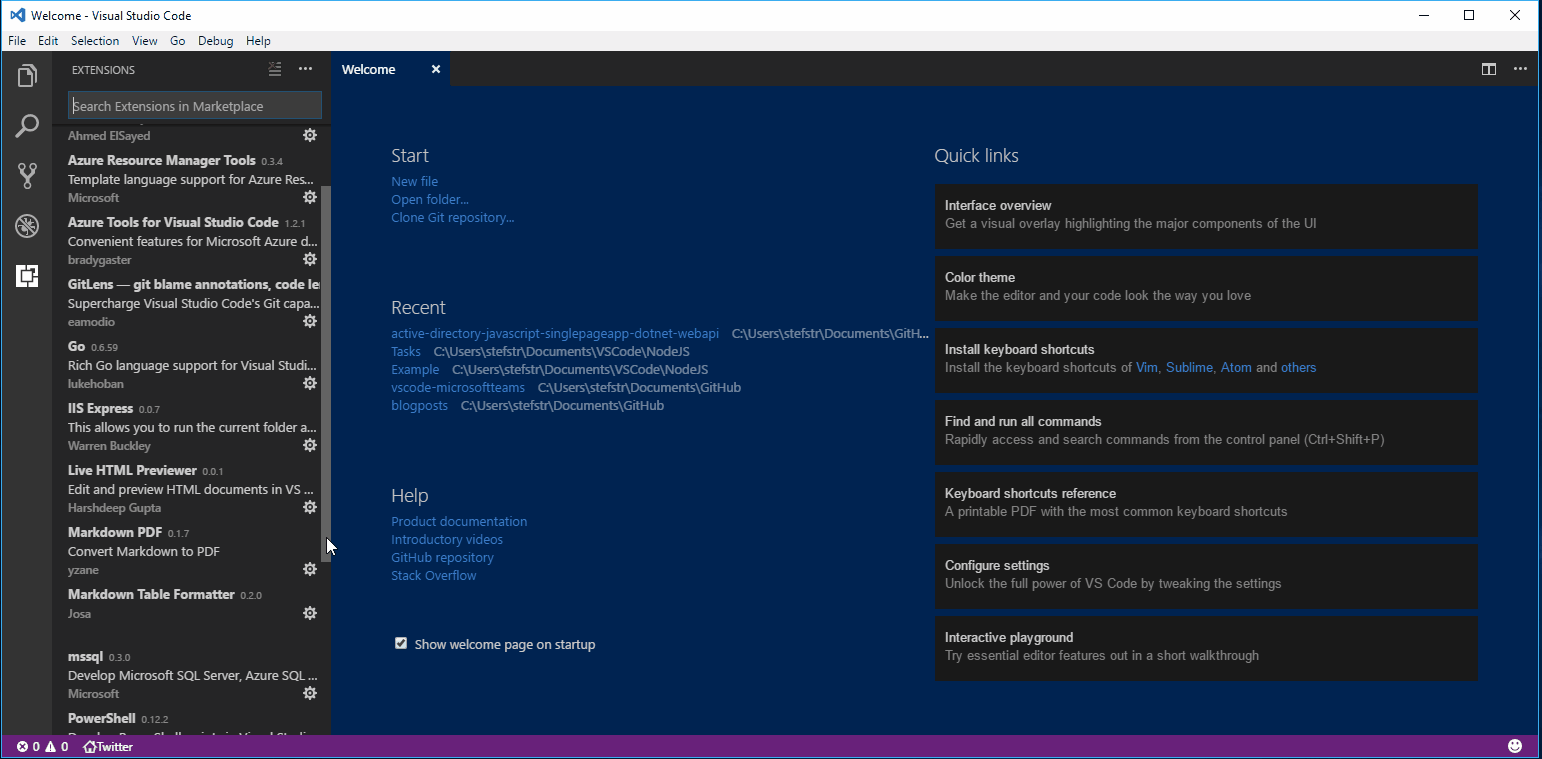 Welcome - Visual Studio Code
File Edit Selection View Go Debug Help
EXTENSIONS
Search Extensions in Marketplace
Ahmed ElSayed
Azure Resource Manager Tools 0.3.4
Template language support for Azure Res...
Microsoft
Azure Tools for Visual Studio Code 1.2.1
Convenient features for Microsoft Azure d...
bradygaster
GitLens — git blame annotations, code le
Supercharge Visual Studio Code's Git capa...
eamodio
Go 0.6.59
Rich Go language support for Visual Studi...
lukehoban
IIS Express 0.0.7
This allows you to run the current folder a...
Warren Buckley
Live HTML Previewer 0.0.1
Edit and preview HTML documents in VS ...
Harshdeep Gupta
Markdown PDF 0.1.7
Convert Markdown to PDF
yzane
Markdown Table Formatter 0.2.0
Josa
mssql 0.3.0
Develop Microsoft SQL Server, Azure SQL ...
Microsoft
PowerShell 0.12.2
Welcome
Start
New file
Open folder...
Clone Git repository...
Recent
active-directory-javascript-singlepageapp-dotnet-webapi C:\Users\stefstr\Documents\GitH...
Tasks C:\Users\stefstr\Documents\VSCode\NodeJS
Example C:\Users\stefstr\Documents\VSCode\NodeJS
vscode-microsoftteams C:\Users\stefstr\Documents\GitHub
blogposts C:\Users\stefstr\Documents\GitHub
Help
Product documentation
Introductory videos
GitHub repository
Stack Overflow
Show welcome page on startup
Quick links
Interface overview
Get a visual overlay highlighting the major components of the UI
Color theme
Make the editor and your code look the way you love
Install keyboard shortcuts
Install the keyboard shortcuts of Vim, Sublime, Atom and others
Find and run all commands
Rapidly access and search commands from the control panel (Ctrl+Shift+P)
Keyboard shortcuts reference
A printable PDF with the most common keyboard shortcuts
Configure settings
Unlock the full power of VS Code by tweaking the settings
Interactive playground
Try essential editor features out in a short walkthrough
0 0 Twitter